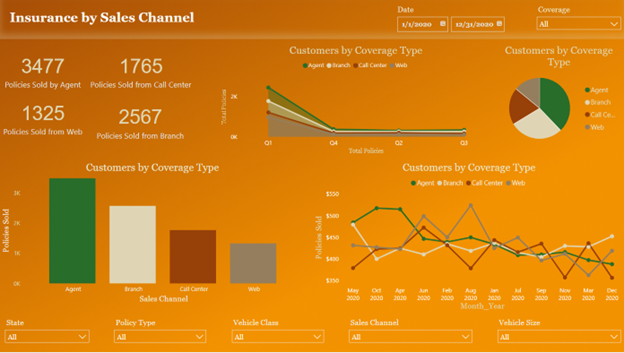 Insurance by Sales Channel
Date
1/1/2020
12/31/2020
Coverage
All
3477
Policies Sold by Agent
1765
Policies Sold from Call Center
1325
Policies Sold from Web
2567
Policies Sold from Branch
Customers by Coverage Type
Agent Branch Call Center Web
Total Policies
2K
0K
Q1 Q4 Q2 Q3
Total Policies
Customers by Coverage Type
Agent
Branch
Call Ce...
Web
Customers by Coverage Type
Policies Sold
3K
2K
1K
0K
Agent Branch Call Center Web
Sales Channel
Customers by Coverage Type
Agent Branch Call Center Web
Policies Sold
$550
$500
$450
$400
$350
May 2020
Oct 2020
Apr 2020
Jun 2020
Feb 2020
Aug 2020
Jan 2020
Jul 2020
Sep 2020
Nov 2020
Mar 2020
Dec 2020
Month_Year
State
All
Policy Type
All
Vehicle Class
All
Sales Channel
All
Vehicle Size
All